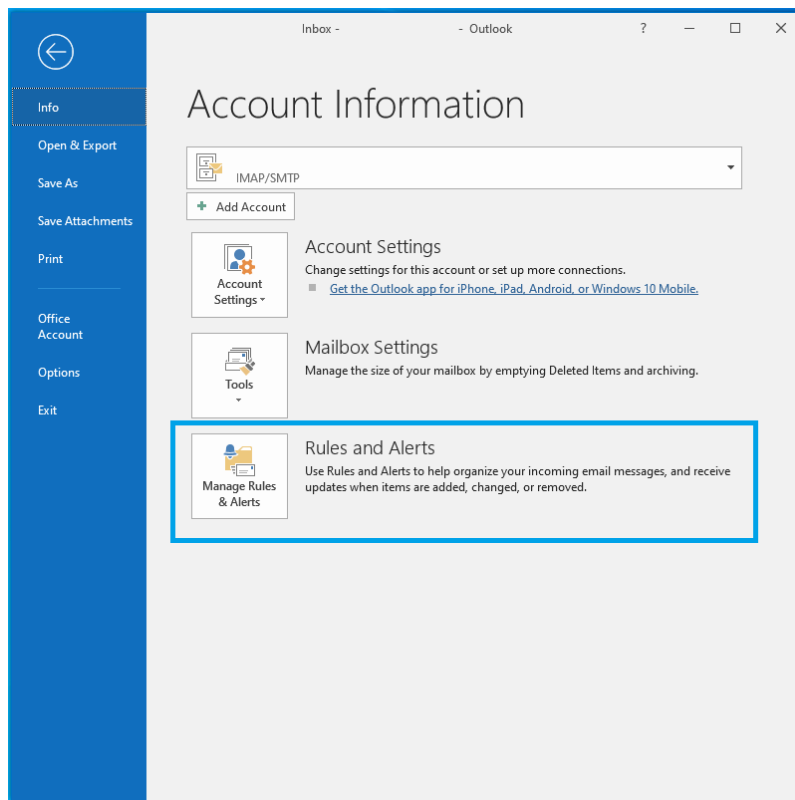 Inbox - - Outlook ?
Info
Open & Export
Save As
Save Attachments
Print
Office
Account
Options
Exit
Account Information
IMAP/SMTP
Add Account
Account
Settings
Account Settings
Change settings for this account or set up more connections.
Get the Outlook app for iPhone, iPad, Android, or Windows 10 Mobile.
Tools
Mailbox Settings
Manage the size of your mailbox by emptying Deleted Items and archiving.
Manage Rules
& Alerts
Rules and Alerts
Use Rules and Alerts to help organize your incoming email messages, and receive
updates when items are added, changed, or removed.